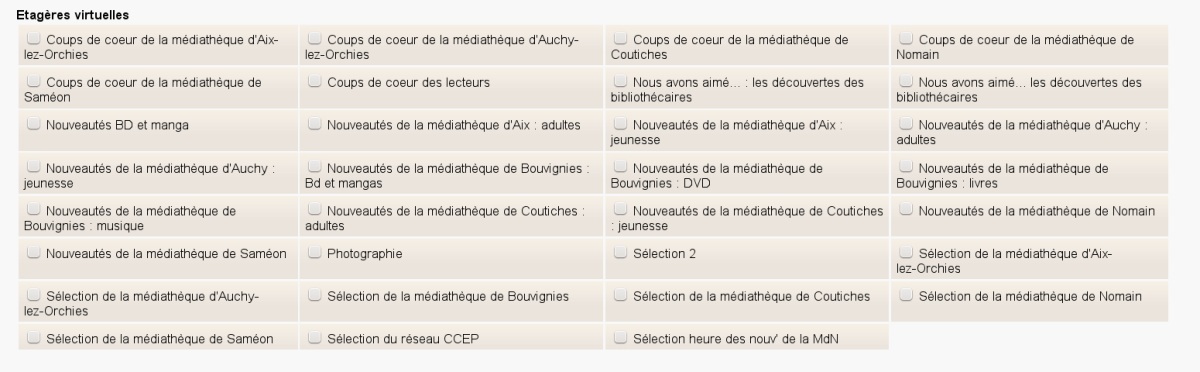 Etagères virtuelles
Coups de coeur de la médiathèque d'Aix-
lez-Orchies
Coups de coeur de la médiathèque d'Auchy-
lez-Orchies
Coups de coeur de la médiathèque de
Coutiches
Coups de coeur de la médiathèque de
Nomain
Coups de coeur de la médiathèque de
Saméon
Coups de coeur des lecteurs
Nous avons aimé... : les découvertes des
bibliothécaires
Nous avons aimé... les découvertes des
bibliothécaires
Nouveautés BD et manga
Nouveautés de la médiathèque d'Aix : adultes
Nouveautés de la médiathèque d'Aix :
jeunesse
Nouveautés de la médiathèque d'Auchy :
adultes
Nouveautés de la médiathèque d'Auchy :
jeunesse
Nouveautés de la médiathèque de Bouvignies :
Bd et mangas
Nouveautés de la médiathèque de
Bouvignies : DVD
Nouveautés de la médiathèque de
Bouvignies : livres
Nouveautés de la médiathèque de
Bouvignies : musique
Nouveautés de la médiathèque de Coutiches :
adultes
Nouveautés de la médiathèque de Coutiches
: jeunesse
Nouveautés de la médiathèque de Nomain
Nouveautés de la médiathèque de Saméon
Photographie
Sélection 2
Sélection de la médiathèque d'Aix-
lez-Orchies
Sélection de la médiathèque d'Auchy-
lez-Orchies
Sélection de la médiathèque de Bouvignies
Sélection de la médiathèque de Coutiches
Sélection de la médiathèque de Nomain
Sélection de la médiathèque de Saméon
Sélection du réseau CCEP
Sélection heure des nouv' de la MdN